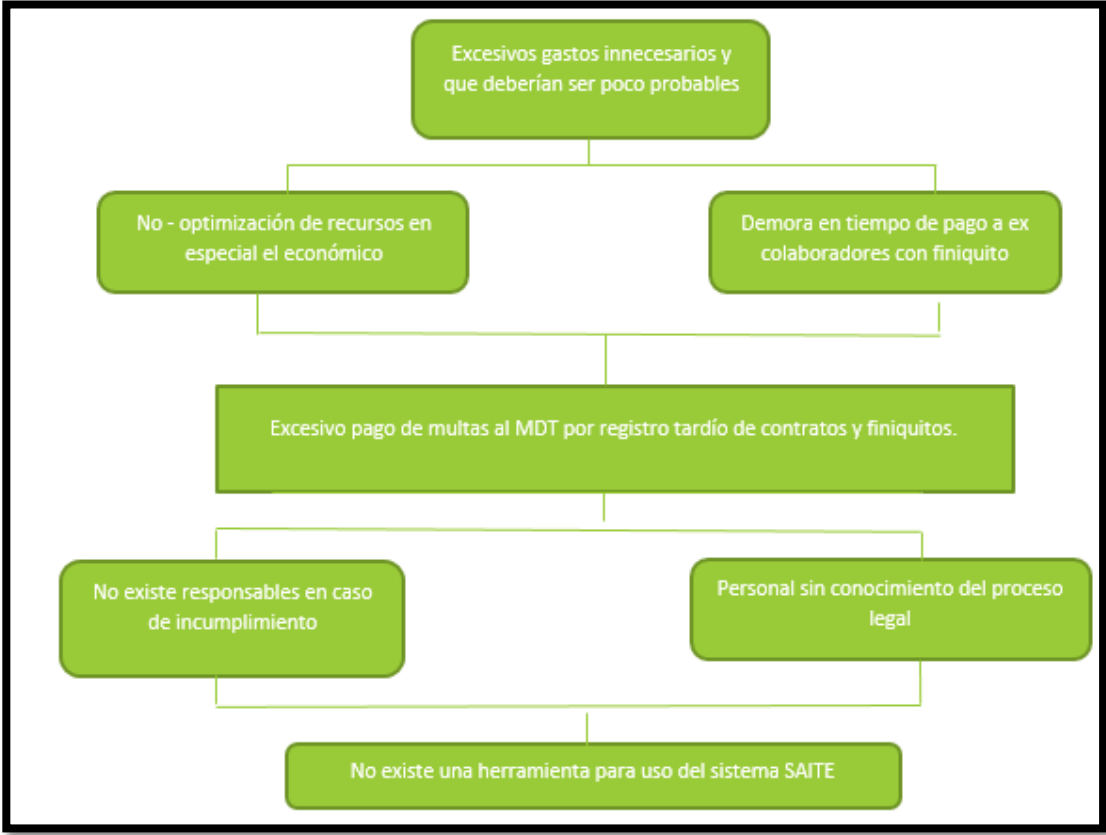 Excesivos gastos innecesarios y
que deberían ser poco probables
No - optimización de recursos en
especial el económico
Demora en tiempo de pago a ex
colaboradores con finiquito
Excesivo pago de multas al MDT por registro tardío de contratos y finiquitos.
No existe responsables en caso
de incumplimiento
Personal sin conocimiento del proceso
legal
No existe una herramienta para uso del sistema SAITE